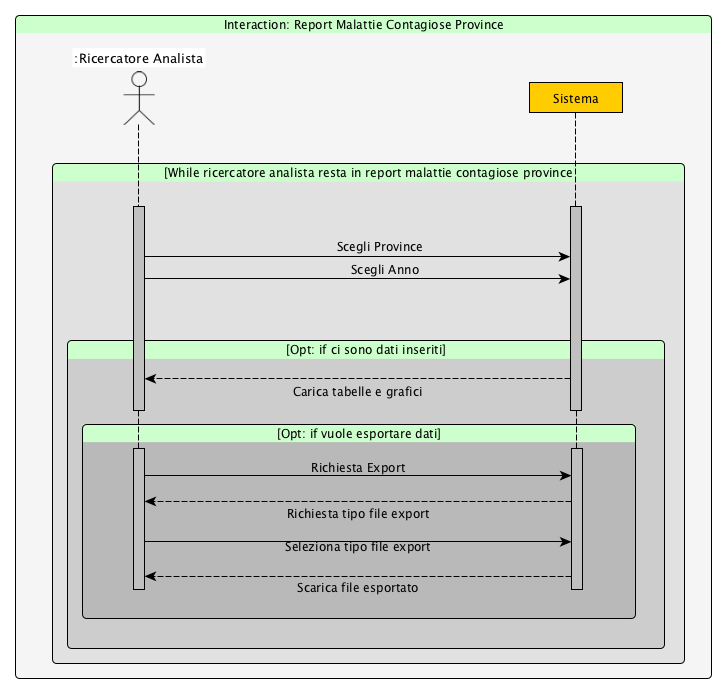 Interaction: Report Malattie Contagiose Province
:Ricercatore Analista
Sistema
[While ricercatore analista resta in report malattie contagiose province
Scegli Province
Scegli Anno
[Opt: if ci sono dati inseriti]
Carica tabelle e grafici
[Opt: if vuole esportare dati]
Richiesta Export
Richiesta tipo file export
Seleziona tipo file export
Scarica file esportato